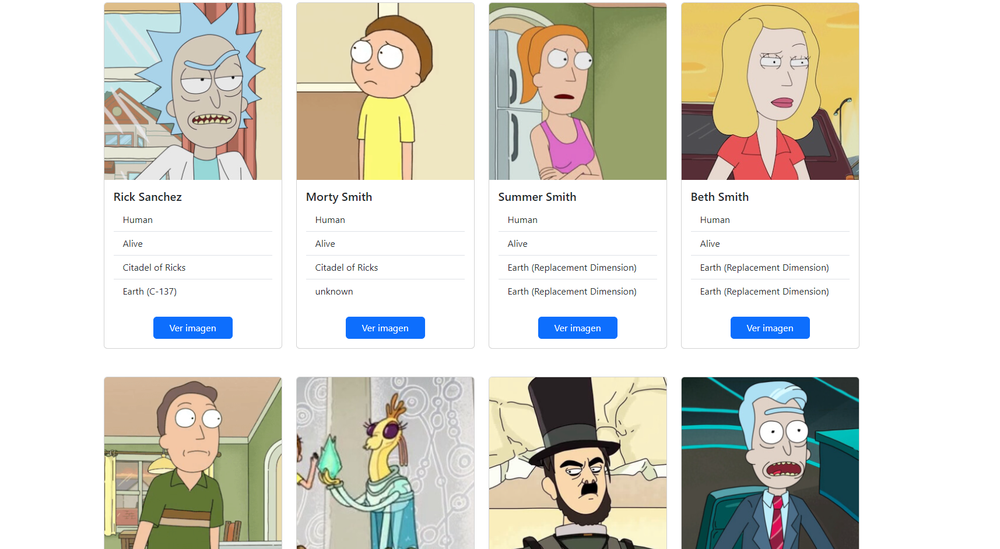 Rick Sanchez
Human
Alive
Citadel of Ricks
Earth (C-137)
Ver imagen
Morty Smith
Human
Alive
Citadel of Ricks
unknown
Ver imagen
Summer Smith
Human
Alive
Earth (Replacement Dimension)
Earth (Replacement Dimension)
Ver imagen
Beth Smith
Human
Alive
Earth (Replacement Dimension)
Earth (Replacement Dimension)
Ver imagen